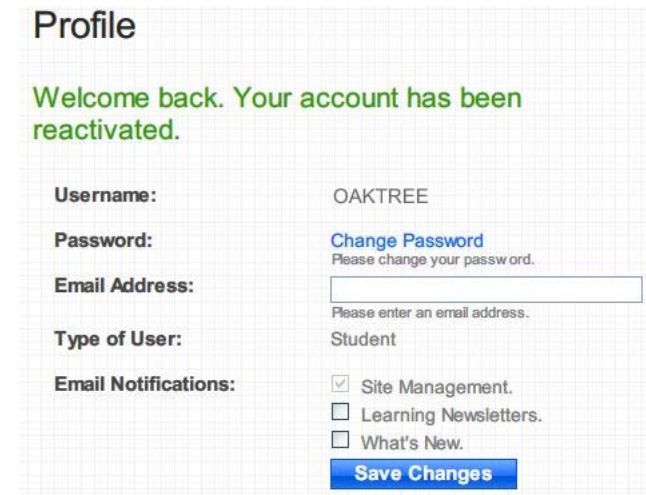 Profile
Welcome back. Your account has been
reactivated.
Username: OAKTREE
Password: Change Password
Please change your password.
Email Address:
Please enter an email address.
Type of User: Student
Email Notifications: Site Management.
Learning Newsletters.
What's New.
Save Changes